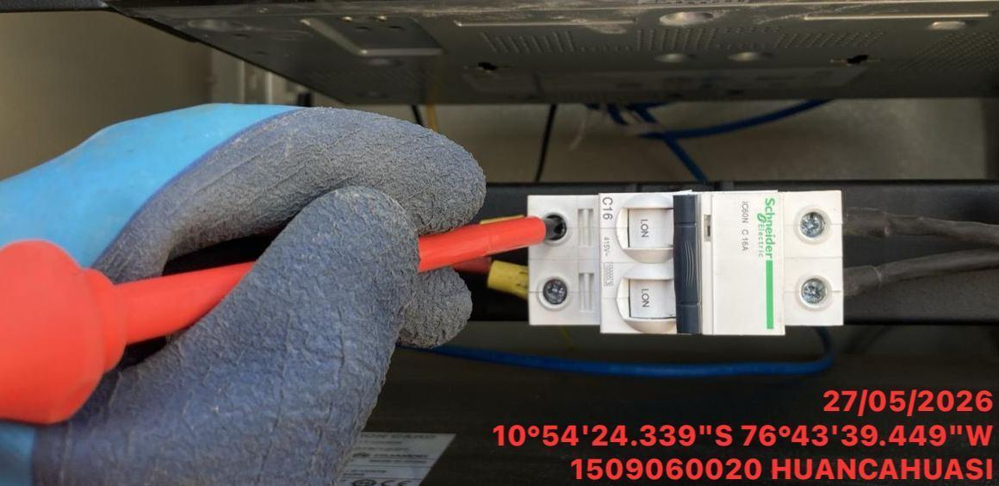 C16
415V~
10000
I.ON
I.ON
iC60N C 16A
Schneider
Electric
27/05/2026
10°54'24.339"S 76°43'39.449"W
1509060020 HUANCAHUASI